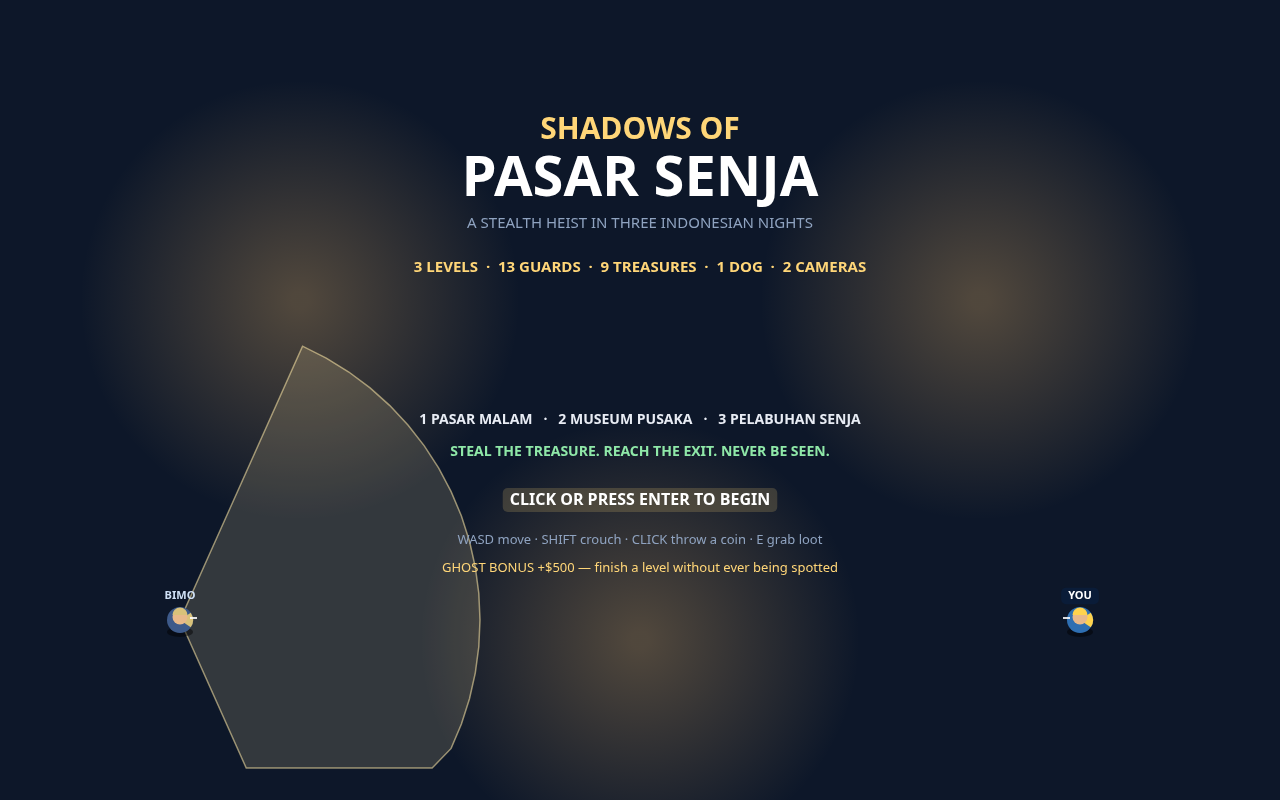 SHADOWS OF
PASAR SENJA
A STEALTH HEIST IN THREE INDONESIAN NIGHTS
3 LEVELS · 13 GUARDS · 9 TREASURES · 1 DOG · 2 CAMERAS
1 PASAR MALAM · 2 MUSEUM PUSAKA · 3 PELABUHAN SENJA
STEAL THE TREASURE. REACH THE EXIT. NEVER BE SEEN.
CLICK OR PRESS ENTER TO BEGIN
WASD move · SHIFT crouch · CLICK throw a coin · E grab loot
GHOST BONUS +$500 — finish a level without ever being spotted
BIMO
YOU